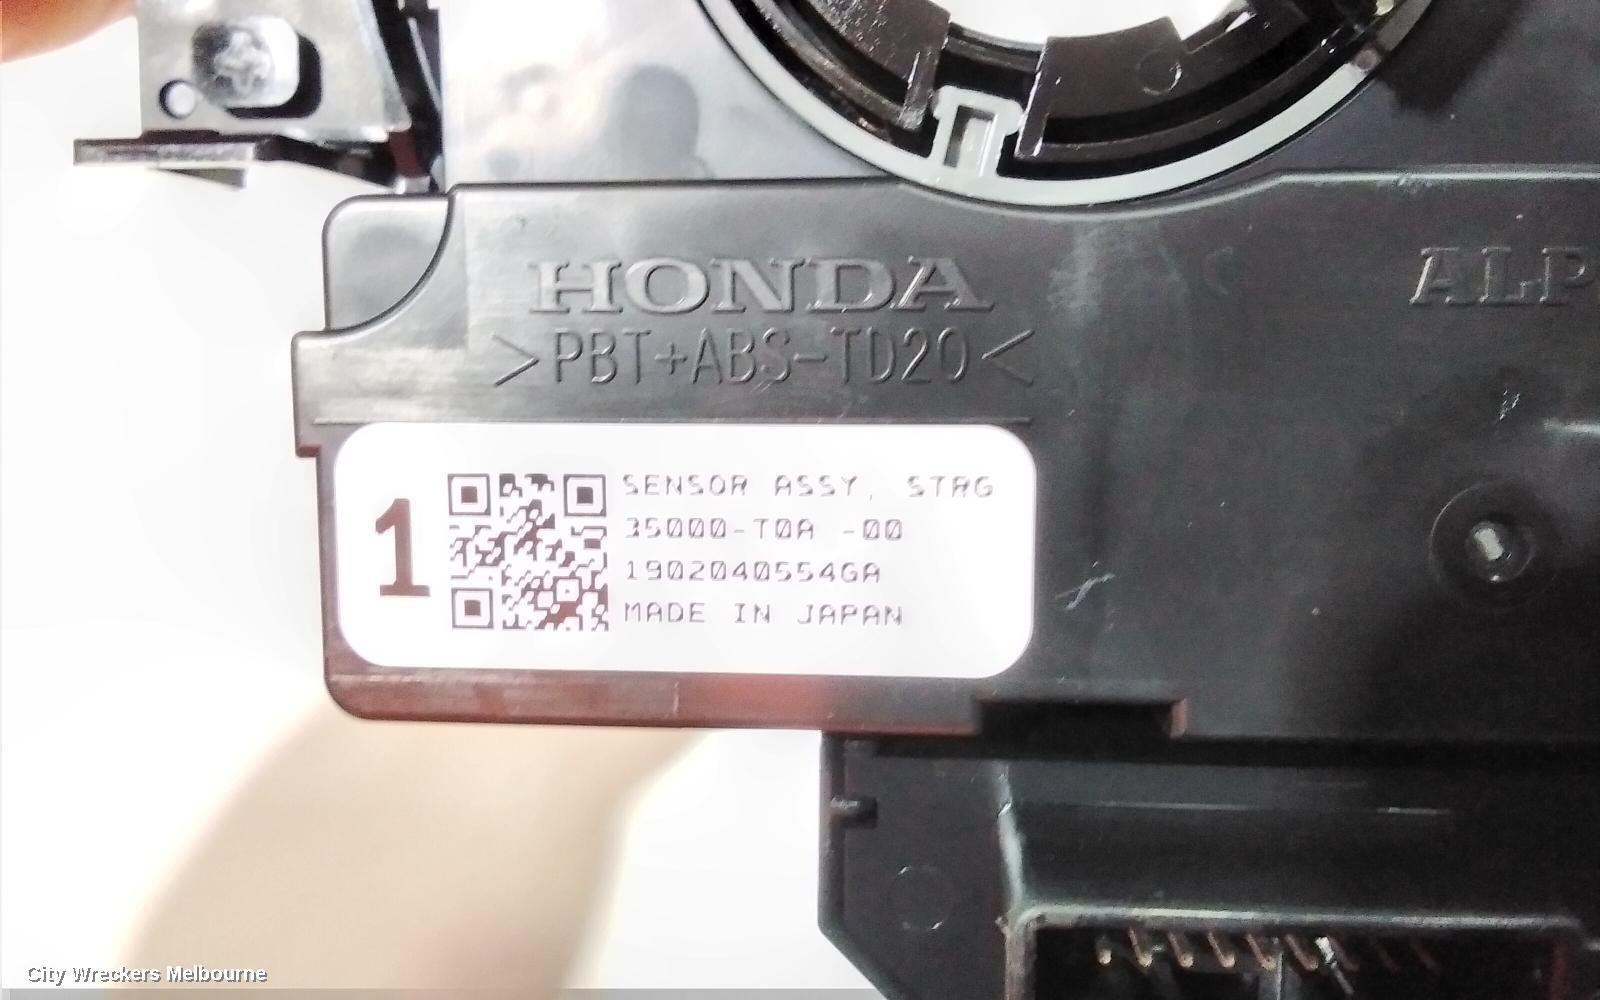 HONDA
ALP
>PBT+ABS-TD20<
1
SENSOR ASSY, STRG
35000-T0A -00
1902040554GA
MADE IN JAPAN
City Wreckers Melbourne